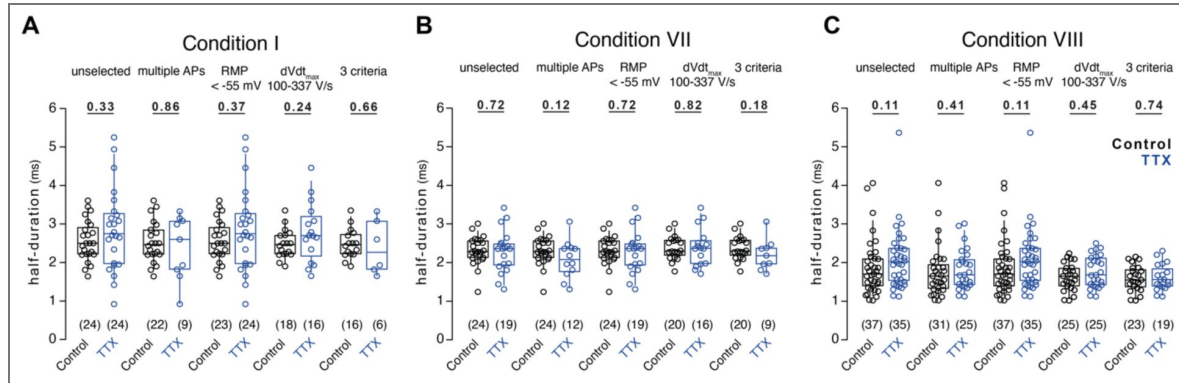 A
Condition I
unselected
multiple APs
RMP
< -55 mV
dVdtmax
100-337 V/s
3 criteria
0.33
0.86
0.37
0.24
0.66
6
5
4
3
2
1
0
half-duration (ms)
(24)
(24)
(22)
(9)
(23)
(24)
(18)
(16)
(16)
(6)
Control
TTX
Control
TTX
Control
TTX
Control
TTX
Control
TTX
B
Condition VII
unselected
multiple APs
RMP
< -55 mV
dVdtmax
100-337 V/s
3 criteria
0.72
0.12
0.72
0.82
0.18
6
5
4
3
2
1
0
half-duration (ms)
(24)
(19)
(24)
(12)
(24)
(19)
(20)
(16)
(20)
(9)
Control
TTX
Control
TTX
Control
TTX
Control
TTX
Control
TTX
C
Condition VIII
unselected
multiple APs
RMP
< -55 mV
dVdtmax
100-337 V/s
3 criteria
0.11
0.41
0.11
0.45
0.74
Control
TTX
6
5
4
3
2
1
0
half-duration (ms)
(37)
(35)
(31)
(25)
(37)
(35)
(25)
(25)
(23)
(19)
Control
TTX
Control
TTX
Control
TTX
Control
TTX
Control
TTX